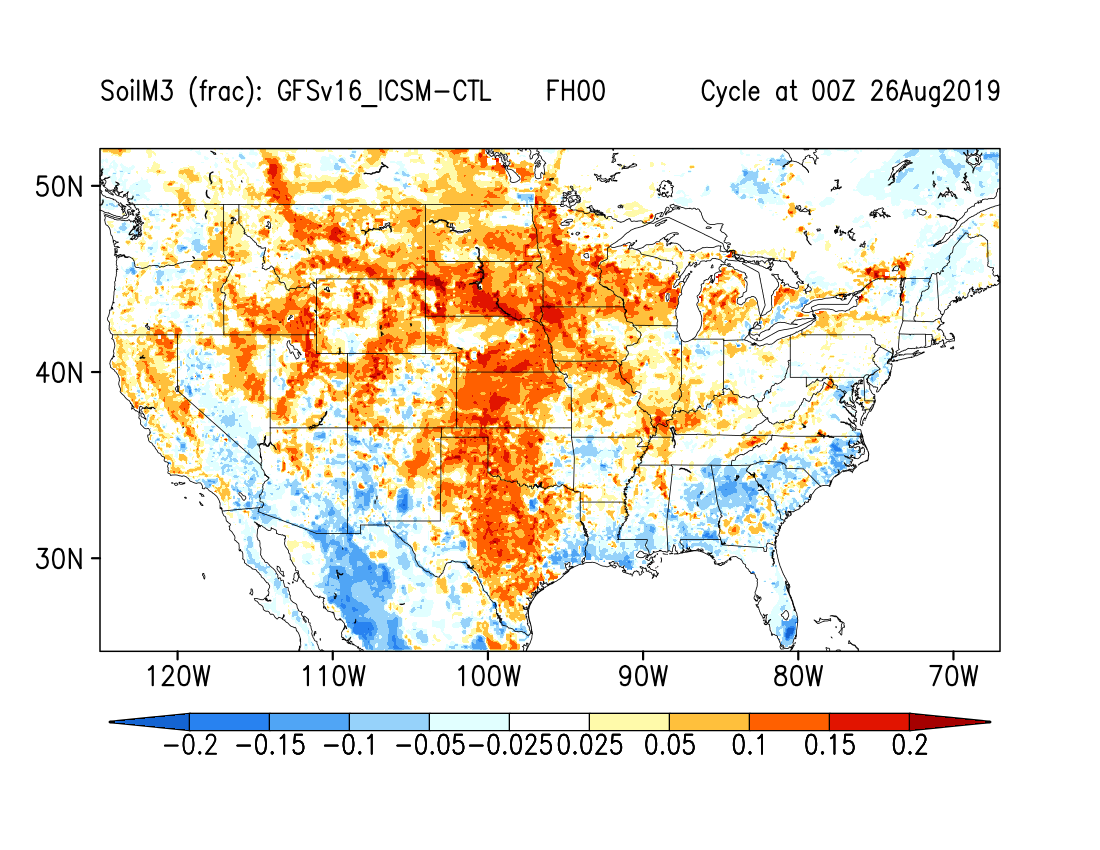 SoilM3 (frac): GFSv16_ICSM-CTL FH00 Cycle at 00Z 26Aug2019
50N
40N
30N
120W 110W 100W 90W 80W 70W
-0.2 -0.15 -0.1 -0.05 -0.025 0.025 0.05 0.1 0.15 0.2